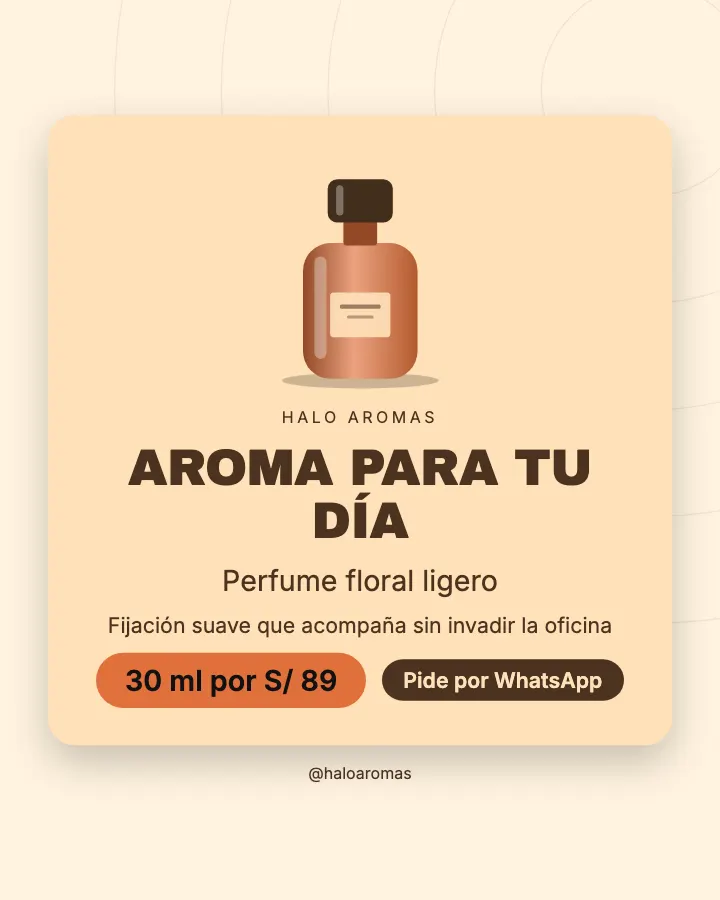 HALO AROMAS
AROMA PARA TU
DÍA
Perfume floral ligero
Fijación suave que acompaña sin invadir la oficina
30 ml por S/ 89
Pide por WhatsApp
@haloaromas